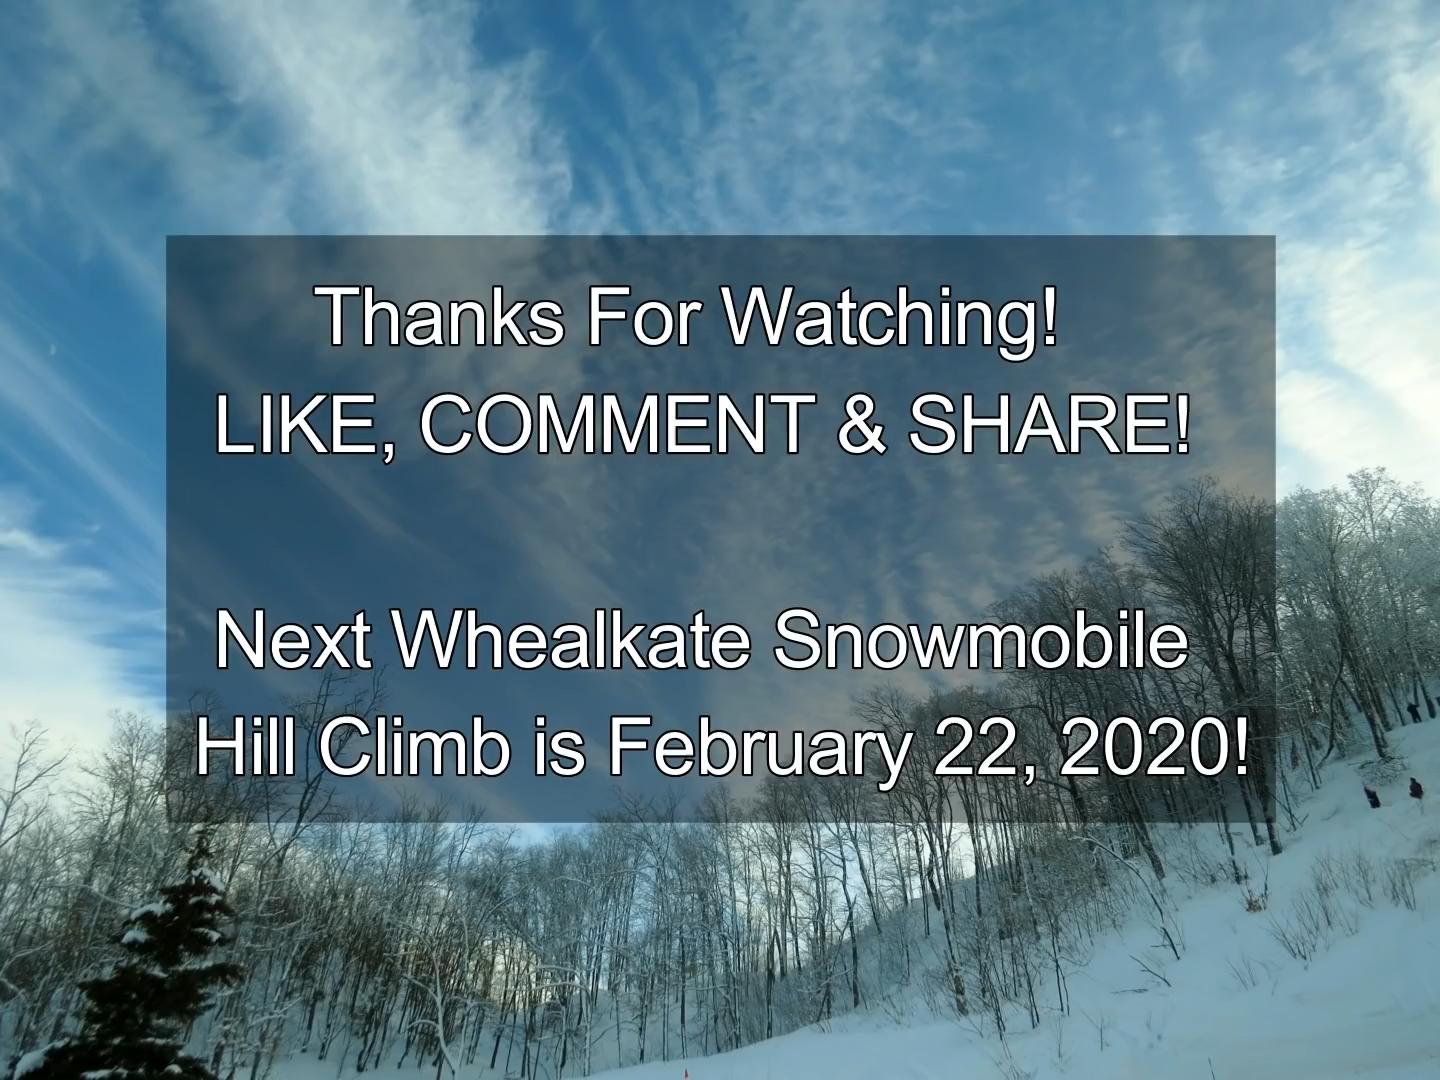 Thanks For Watching!
LIKE, COMMENT & SHARE!
Next Whealkate Snowmobile
Hill Climb is February 22, 2020!